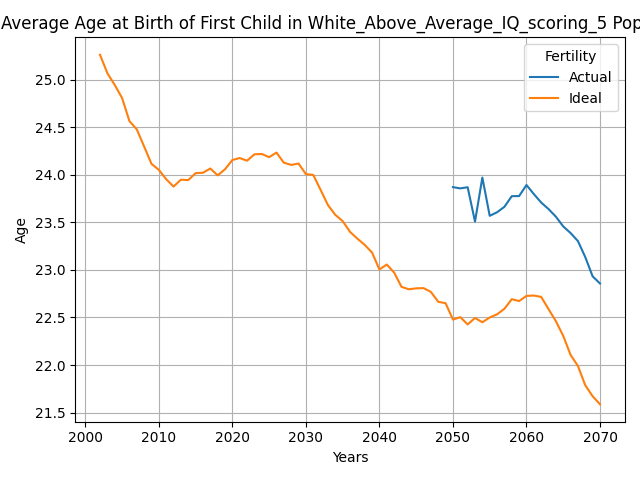 Average Age at Birth of First Child in White_Above_Average_IQ_scoring_5 Pop
Fertility
Actual
Ideal
25.0
24.5
24.0
23.5
23.0
22.5
22.0
21.5
Age
2000 2010 2020 2030 2040 2050 2060 2070
Years